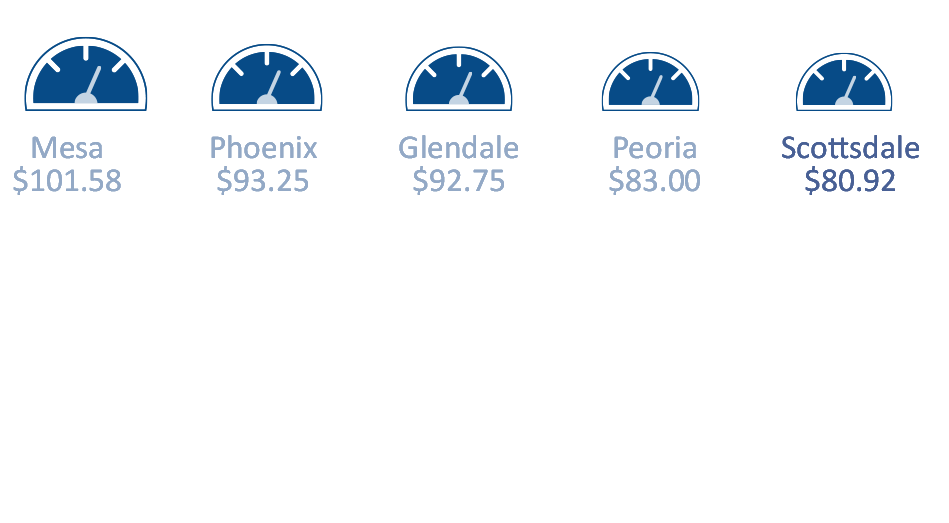 Mesa
$101.58
Phoenix
$93.25
Glendale
$92.75
Peoria
$83.00
Scottsdale
$80.92